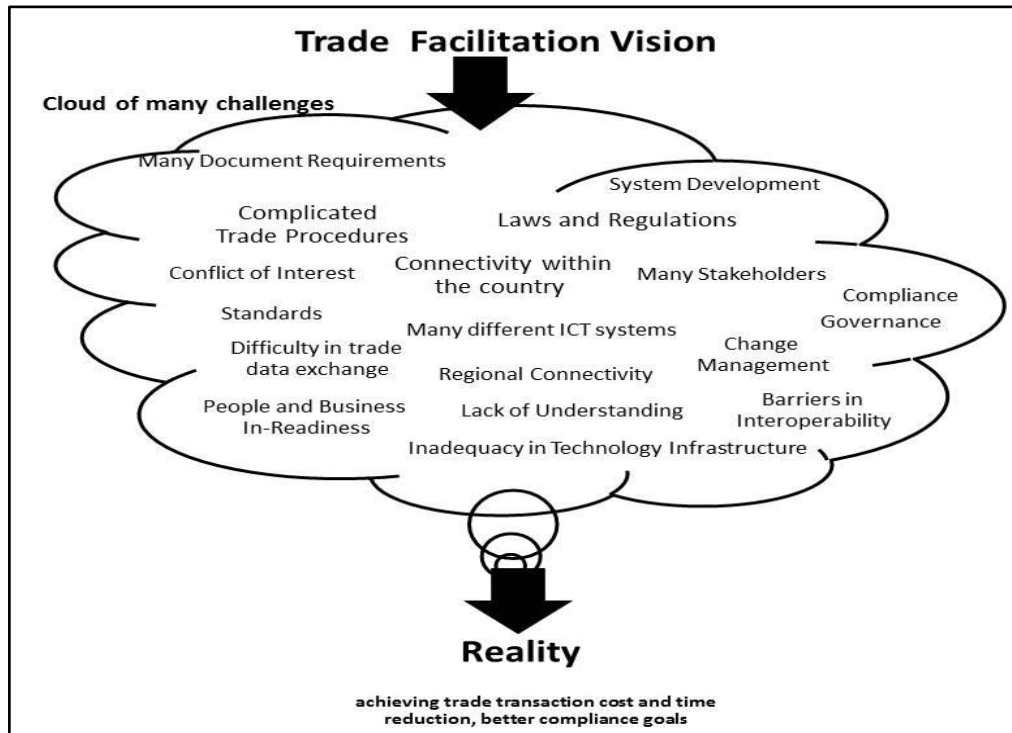 Trade Facilitation Vision
Cloud of many challenges
Many Document Requirements
System Development
Complicated
Trade Procedures
Laws and Regulations
Conflict of Interest
Connectivity within
the country
Many Stakeholders
Compliance
Governance
Standards
Many different ICT systems
Change
Management
Difficulty in trade
data exchange
Regional Connectivity
People and Business
In-Readiness
Lack of Understanding
Barriers in
Interoperability
Inadequacy in Technology Infrastructure
Reality
achieving trade transaction cost and time
reduction, better compliance goals